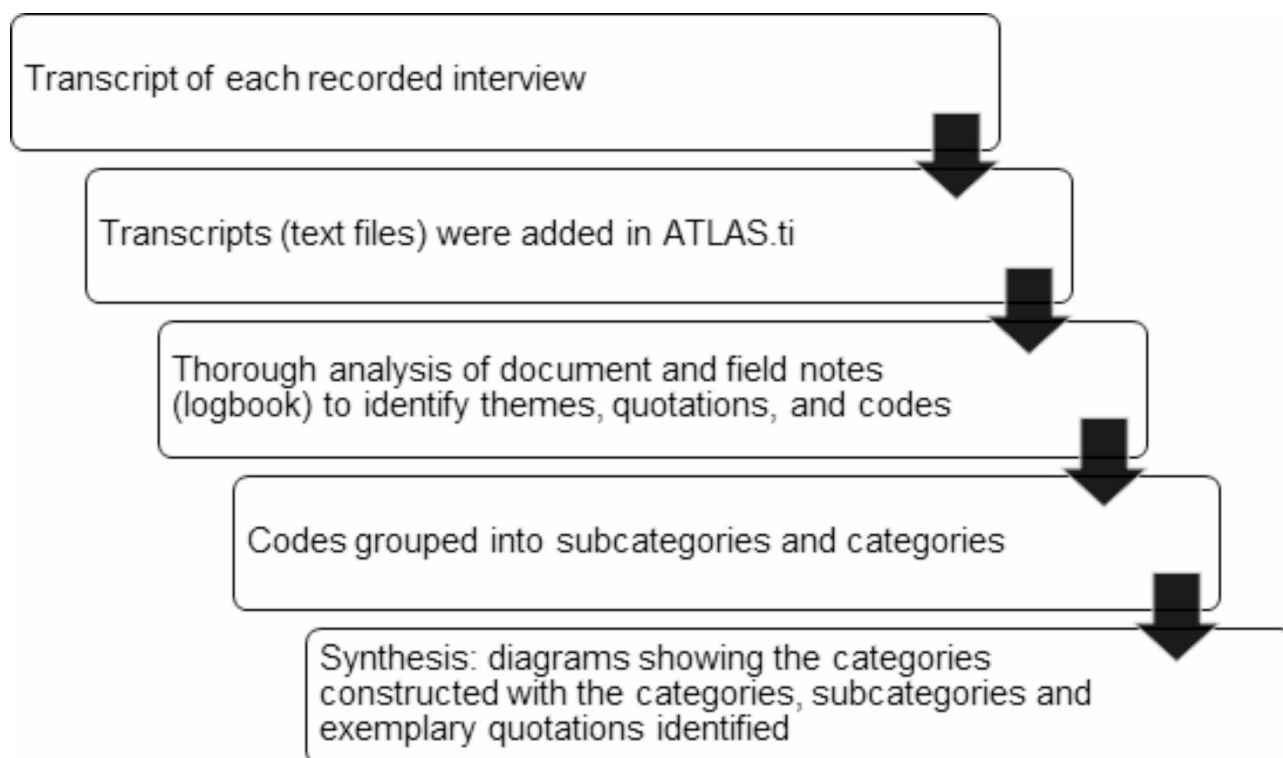 Transcript of each recorded interview
Transcripts (text files) were added in ATLAS.ti
Thorough analysis of document and field notes
(logbook) to identify themes, quotations, and codes
Codes grouped into subcategories and categories
Synthesis: diagrams showing the categories
constructed with the categories, subcategories and
exemplary quotations identified